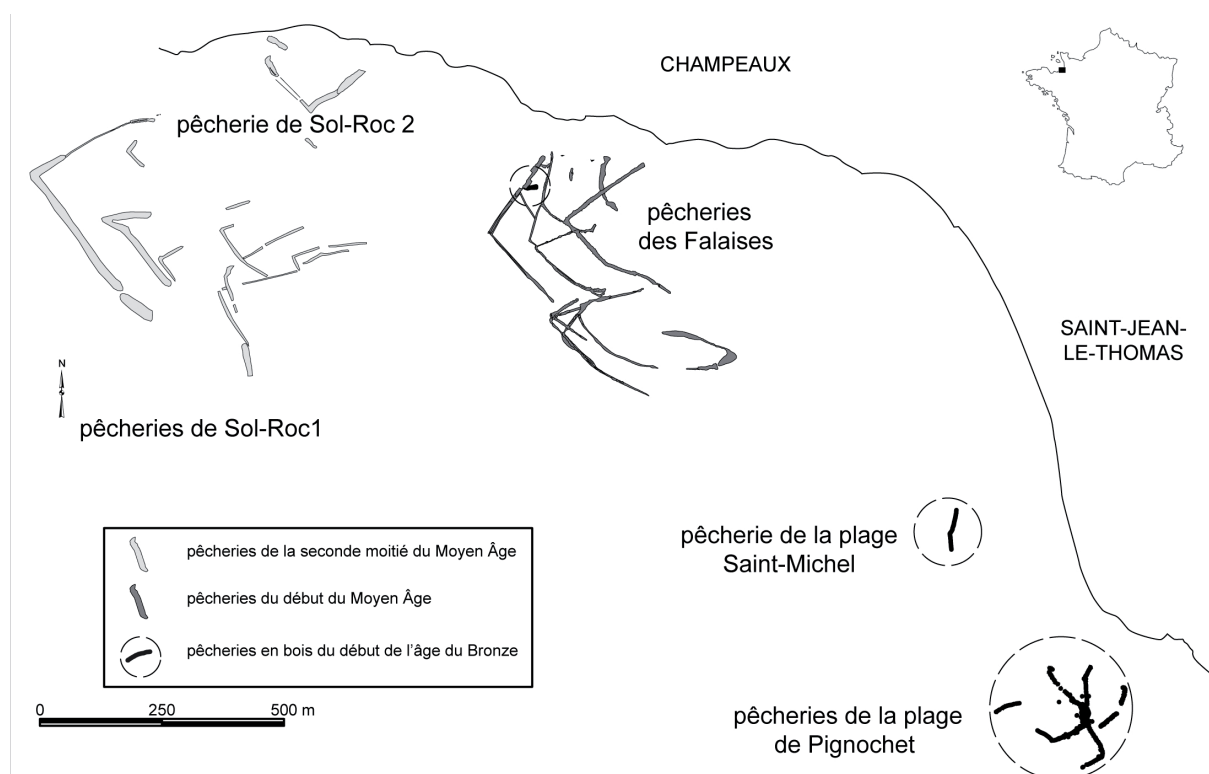 CHAMPEAUX
pêcherie de Sol-Roc 2
pêcheries
des Falaises
SAINT-JEAN-
LE-THOMAS
N
pêcheries de Sol-Roc1
pêcherie de la plage
Saint-Michel
pêcheries de la seconde moitié du Moyen Âge
pêcheries du début du Moyen Âge
pêcheries en bois du début de l'âge du Bronze
0 250 500 m
pêcheries de la plage
de Pignochet